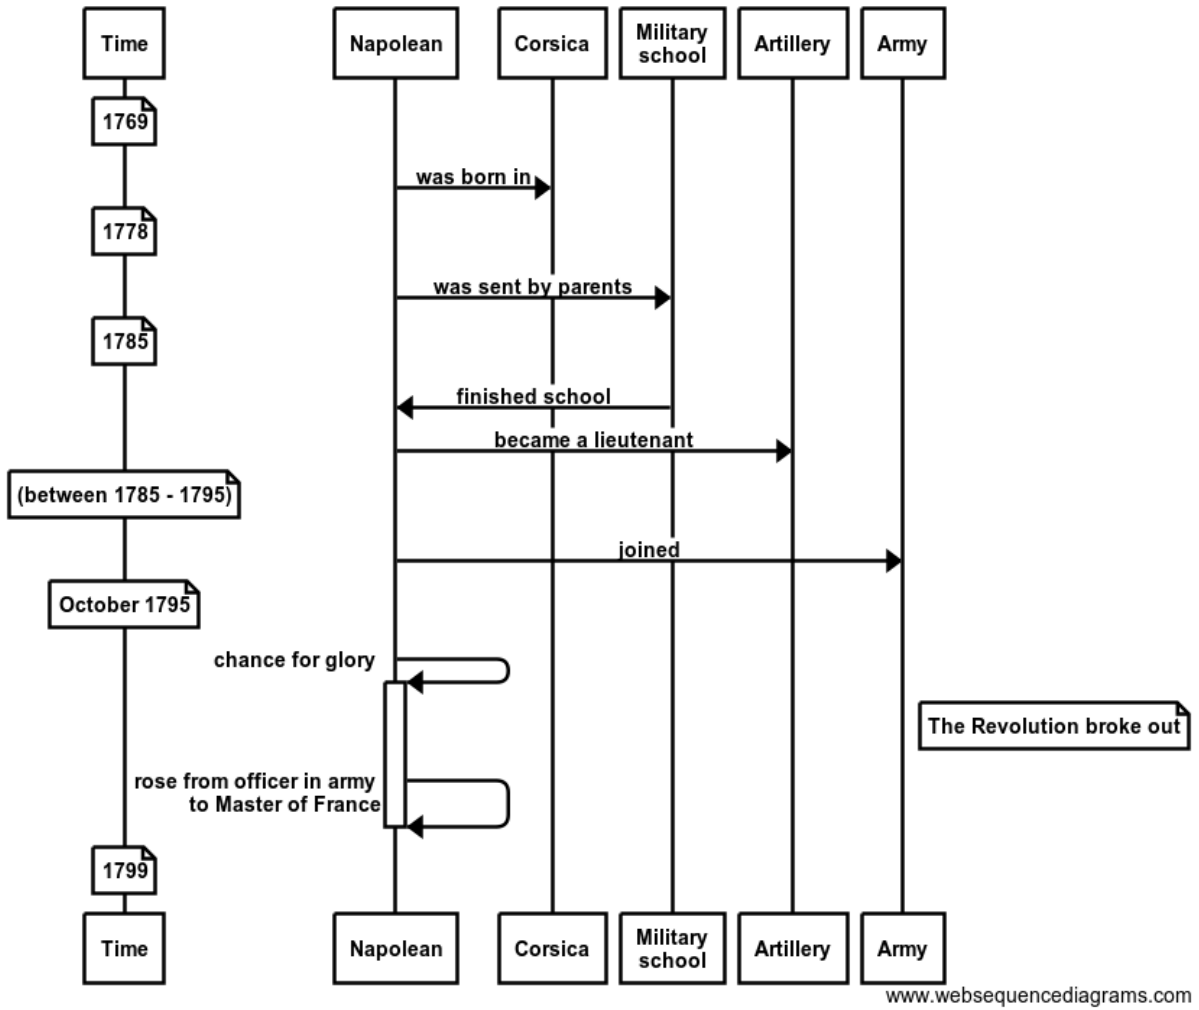 Time
Napolean
Corsica
Military
school
Artillery
Army
1769
was born in
1778
was sent by parents
1785
finished school
became a lieutenant
(between 1785 - 1795)
joined
October 1795
chance for glory
The Revolution broke out
rose from officer in army
to Master of France
1799
Time
Napolean
Corsica
Military
school
Artillery
Army
www.websequencediagrams.com